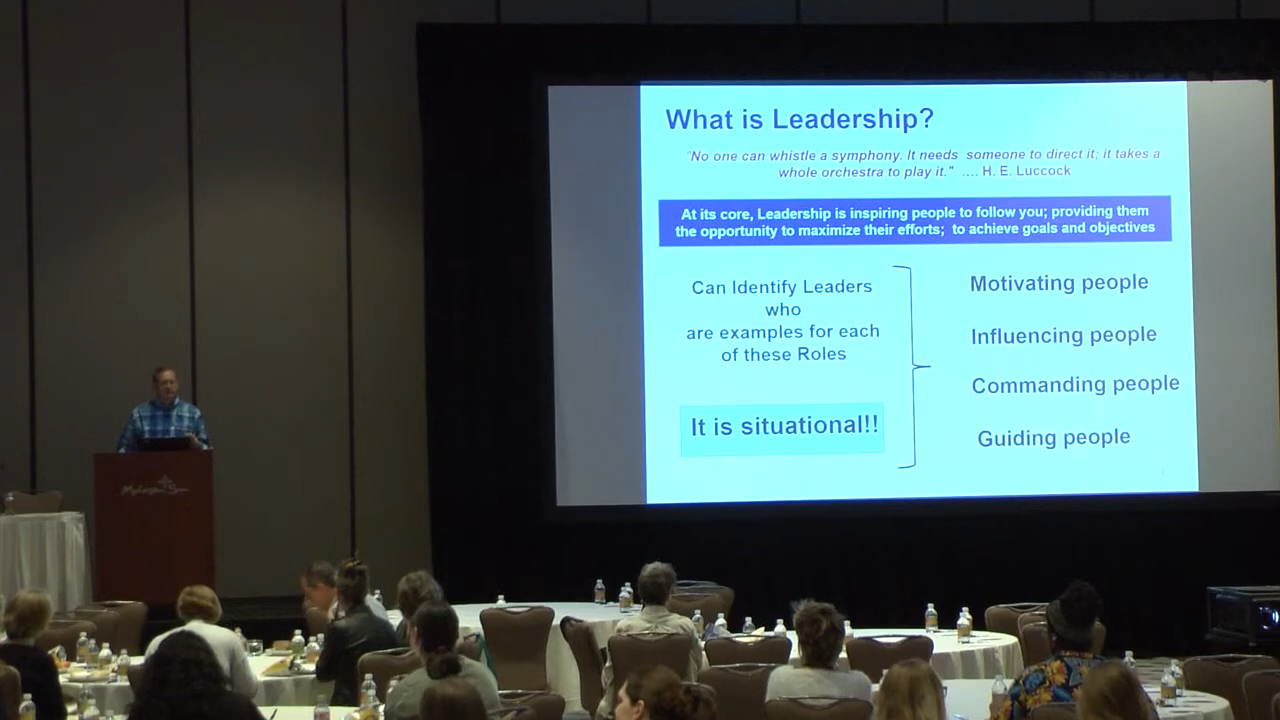 What is Leadership?
"No one can whistle a symphony. It needs someone to direct it; it takes a
whole orchestra to play it." .... H. E. Luccock
At its core, Leadership is inspiring people to follow you; providing them
the opportunity to maximize their efforts; to achieve goals and objectives
Can Identify Leaders
who
are examples for each
of these Roles
It is situational!!
Motivating people
Influencing people
Commanding people
Guiding people
Mohegan Sun